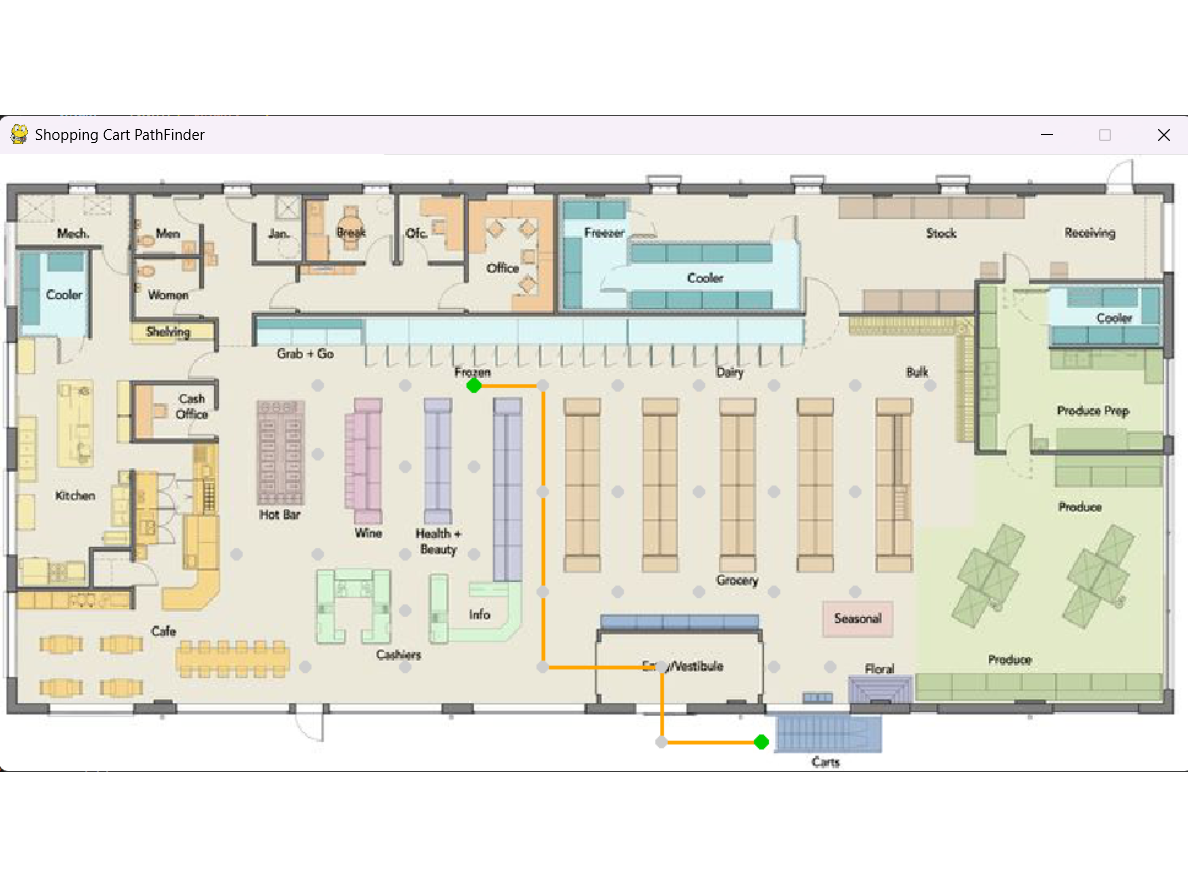 Shopping Cart PathFinder
Mech.
Men
Jan.
Break
Ofc.
Office
Freezer
Cooler
Stock
Receiving
Cooler
Women
Shelving
Grab + Go
Cooler
Frozen
Dairy
Bulk
Cash
Office
Produce Prep
Kitchen
Hot Bar
Wine
Health +
Beauty
Produce
Grocery
Info
Seasonal
Cafe
Cashiers
Entry/Vestibule
Floral
Produce
Carts